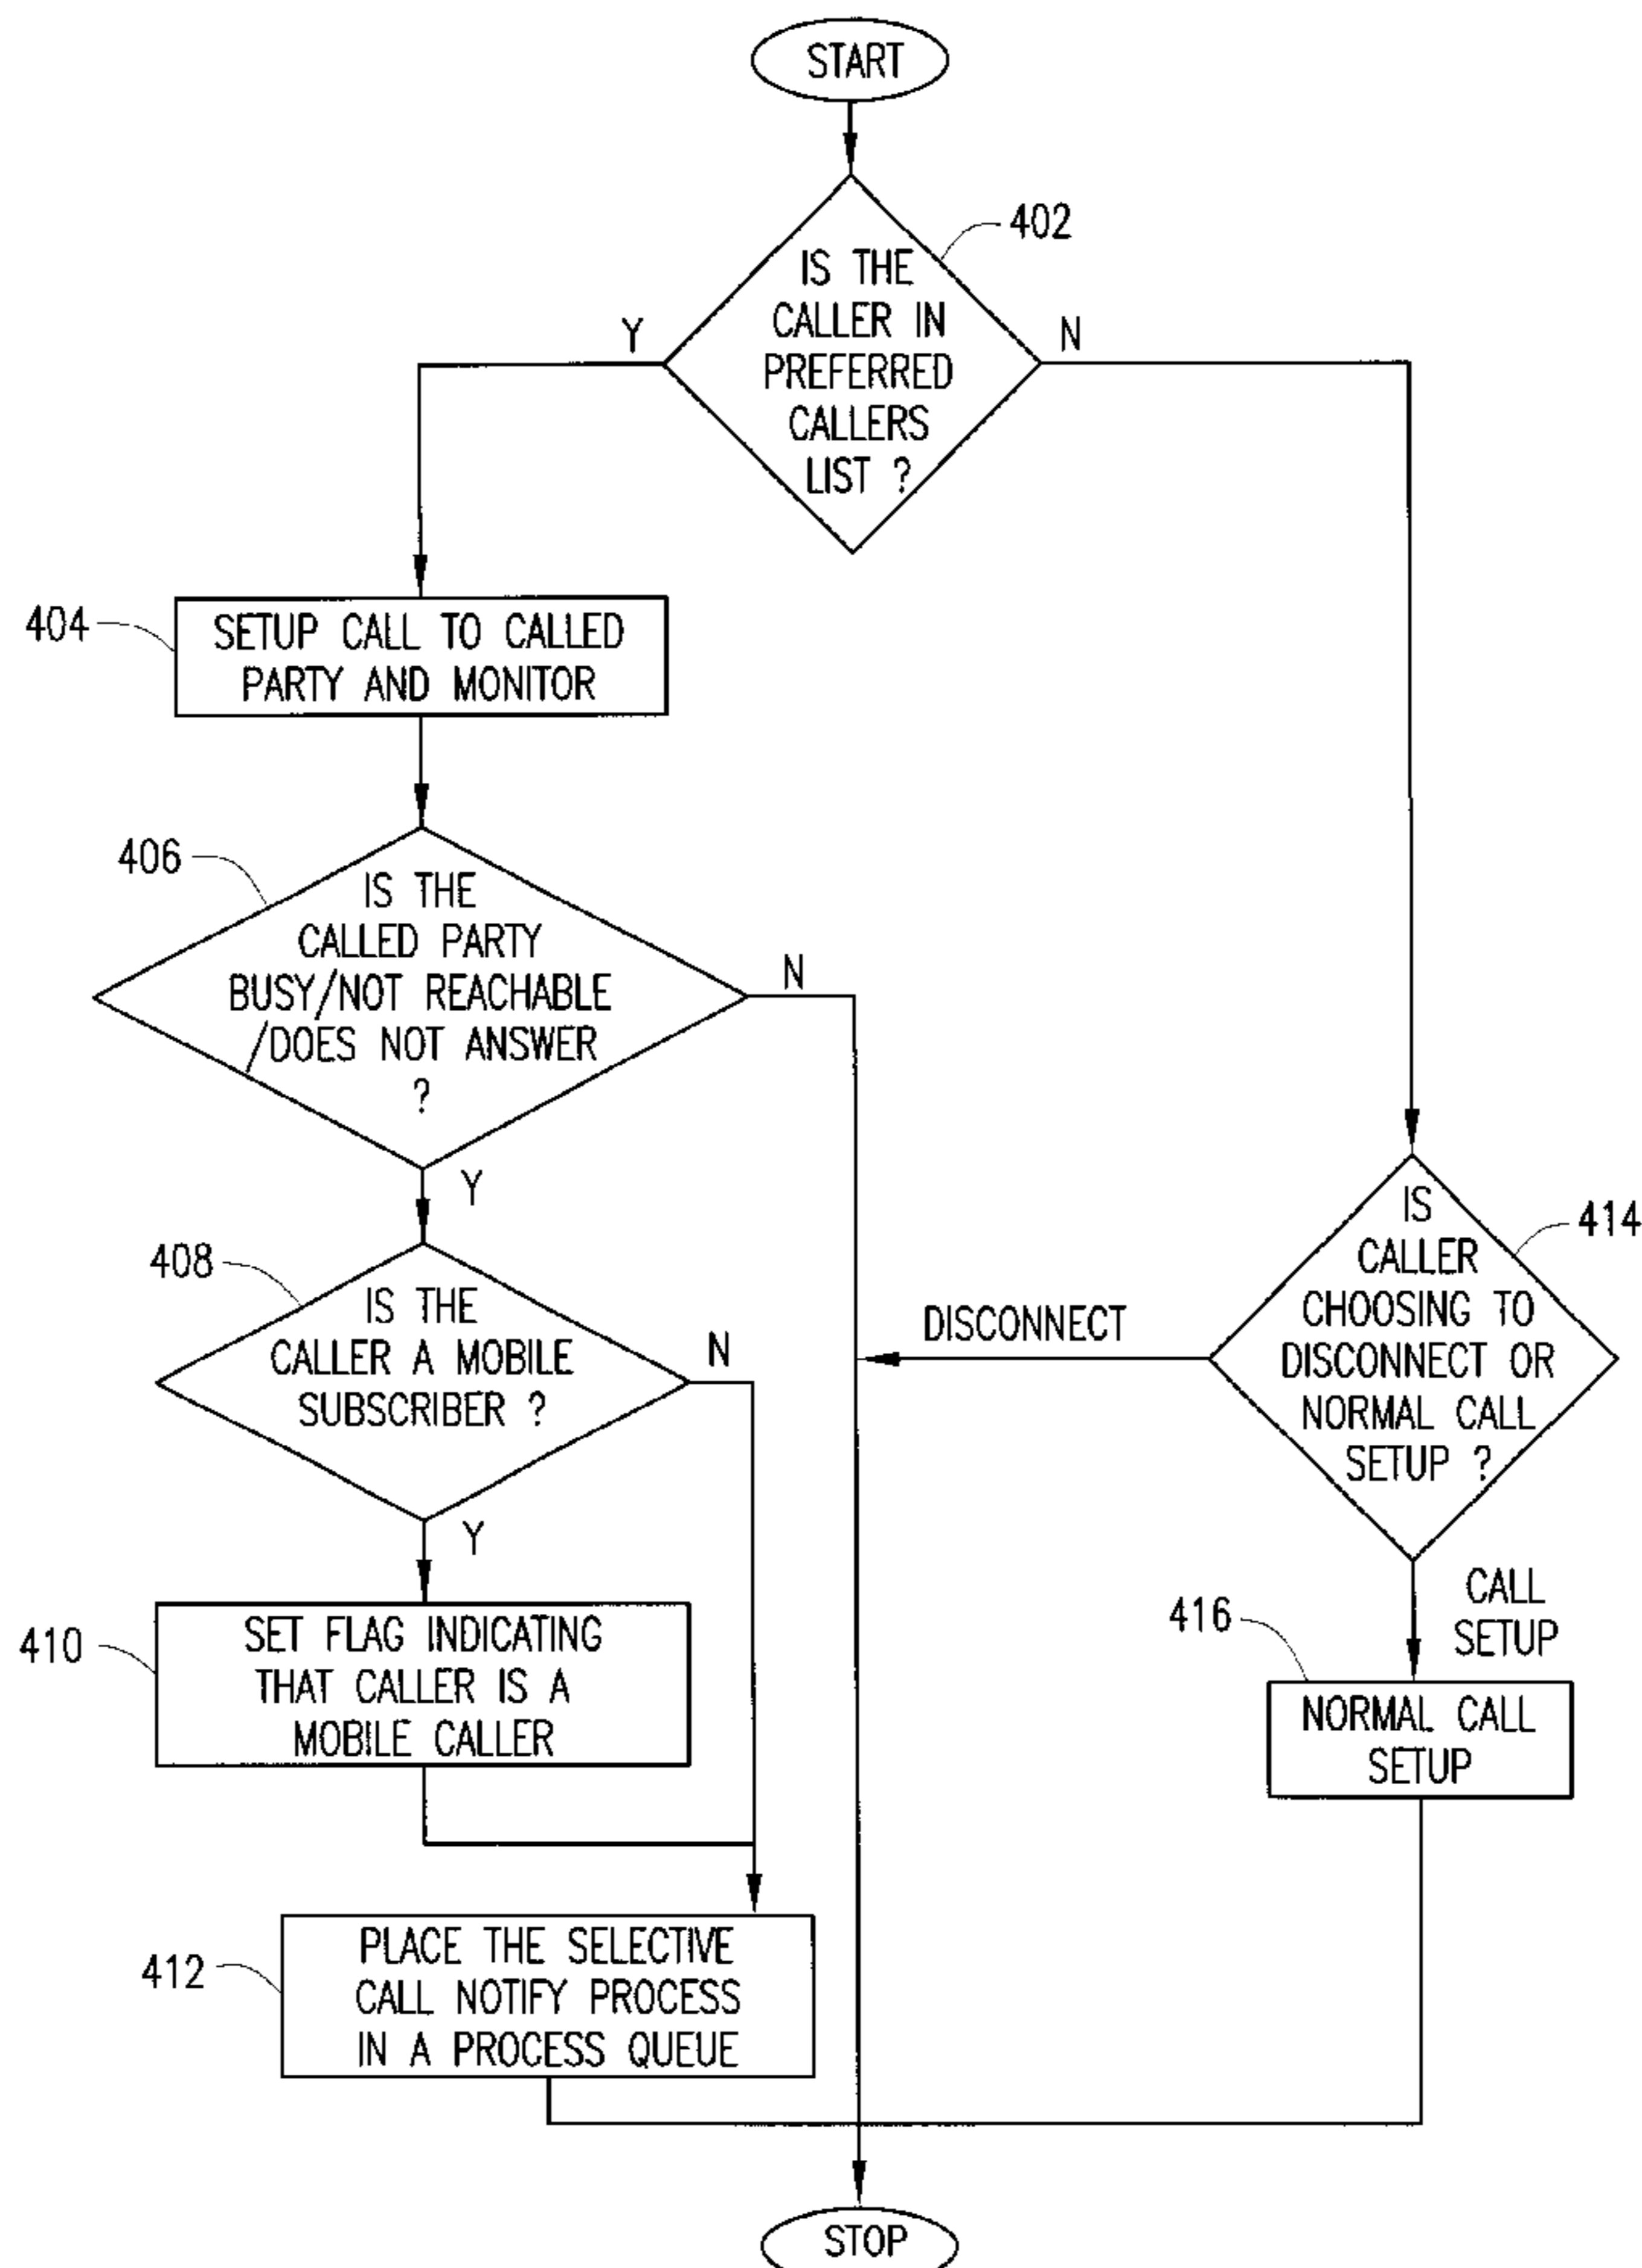 START
402
IS THE
CALLER IN
PREFERRED
CALLERS
LIST ?
Y
N
404
SETUP CALL TO CALLED
PARTY AND MONITOR
406
IS THE
CALLED PARTY
BUSY/NOT REACHABLE
/DOES NOT ANSWER
?
N
Y
408
IS THE
CALLER A MOBILE
SUBSCRIBER ?
N
Y
410
SET FLAG INDICATING
THAT CALLER IS A
MOBILE CALLER
412
PLACE THE SELECTIVE
CALL NOTIFY PROCESS
IN A PROCESS QUEUE
414
IS
CALLER
CHOOSING TO
DISCONNECT OR
NORMAL CALL
SETUP ?
DISCONNECT
CALL
SETUP
416
NORMAL CALL
SETUP
STOP